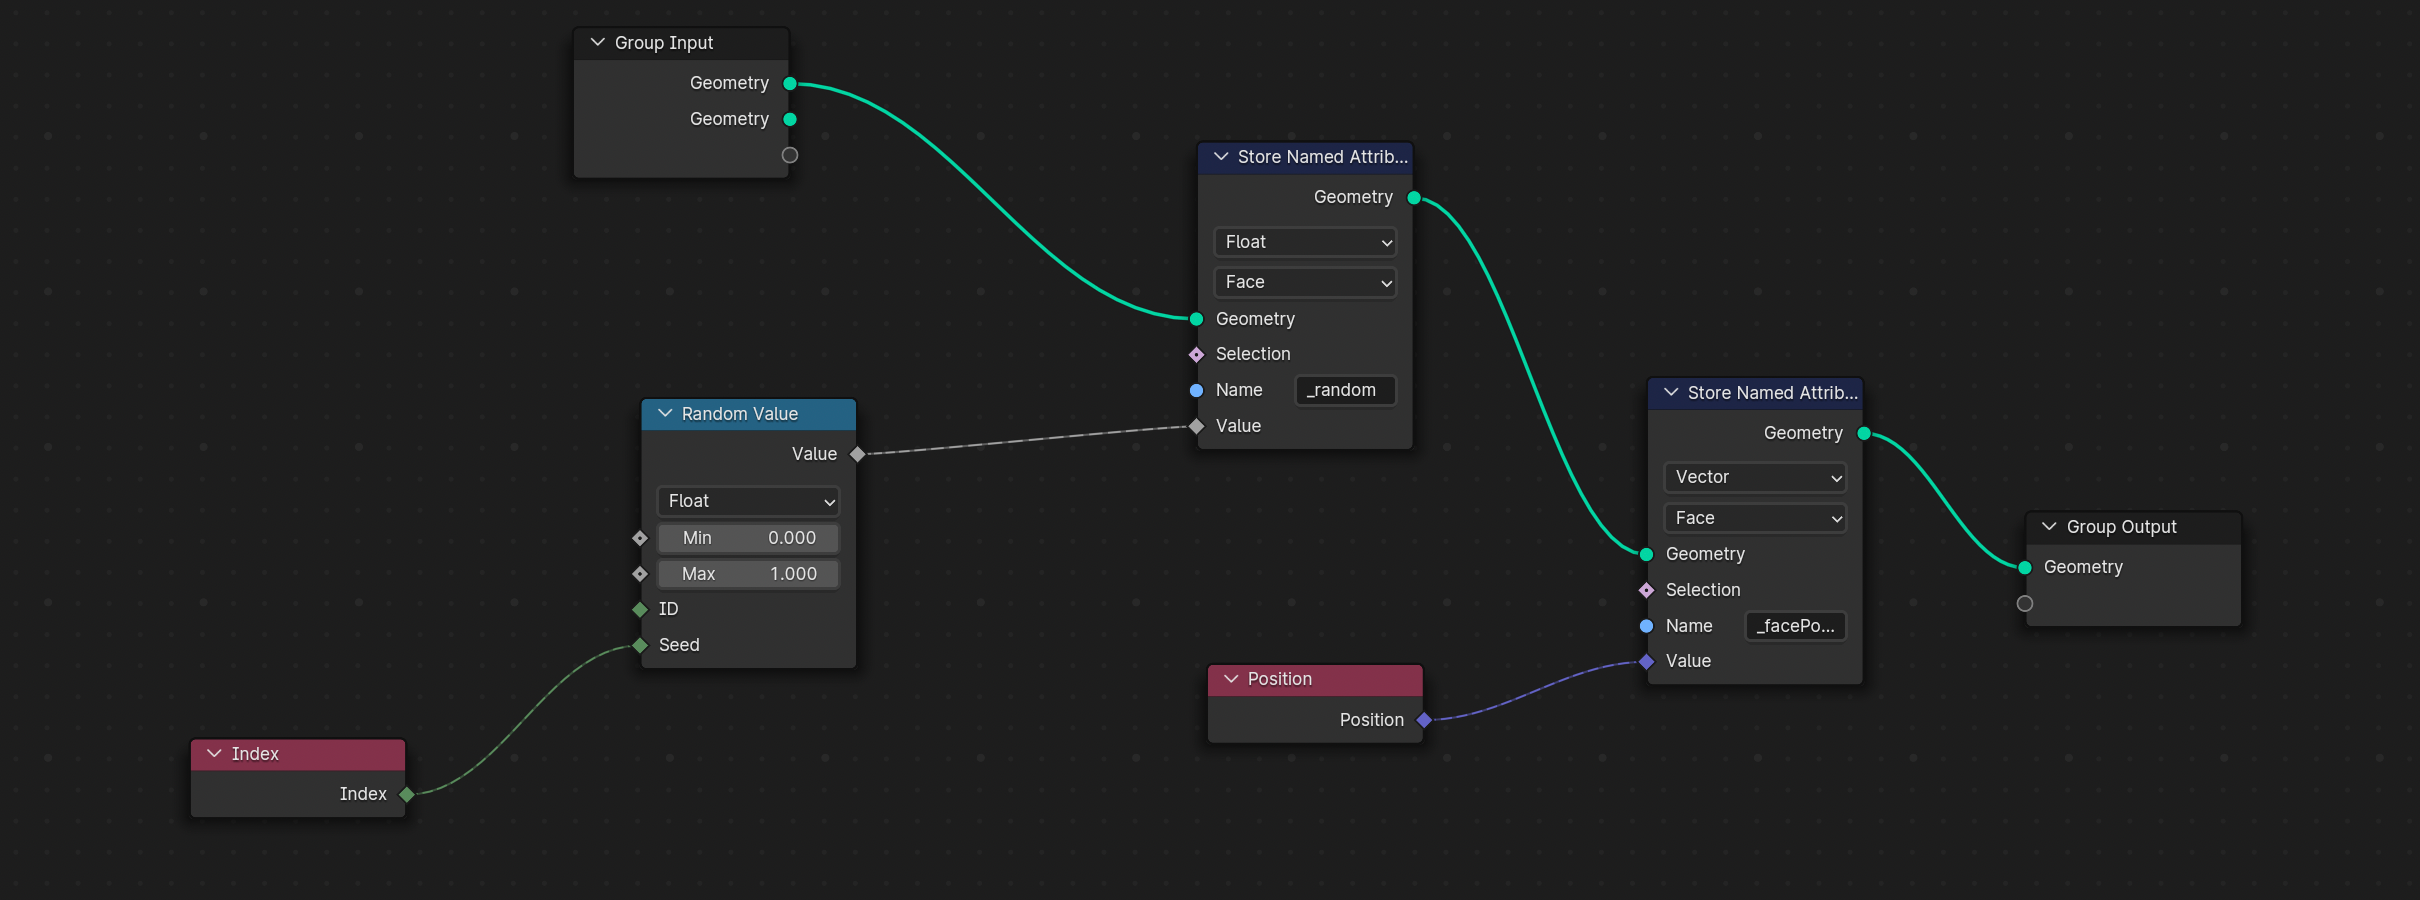 Group Input
Geometry
Geometry
Store Named Attrib...
Geometry
Float
Face
Geometry
Selection
Name _random
Value
Random Value
Value
Float
Min 0.000
Max 1.000
ID
Seed
Index
Index
Store Named Attrib...
Geometry
Vector
Face
Geometry
Selection
Name _facePo...
Value
Position
Position
Group Output
Geometry